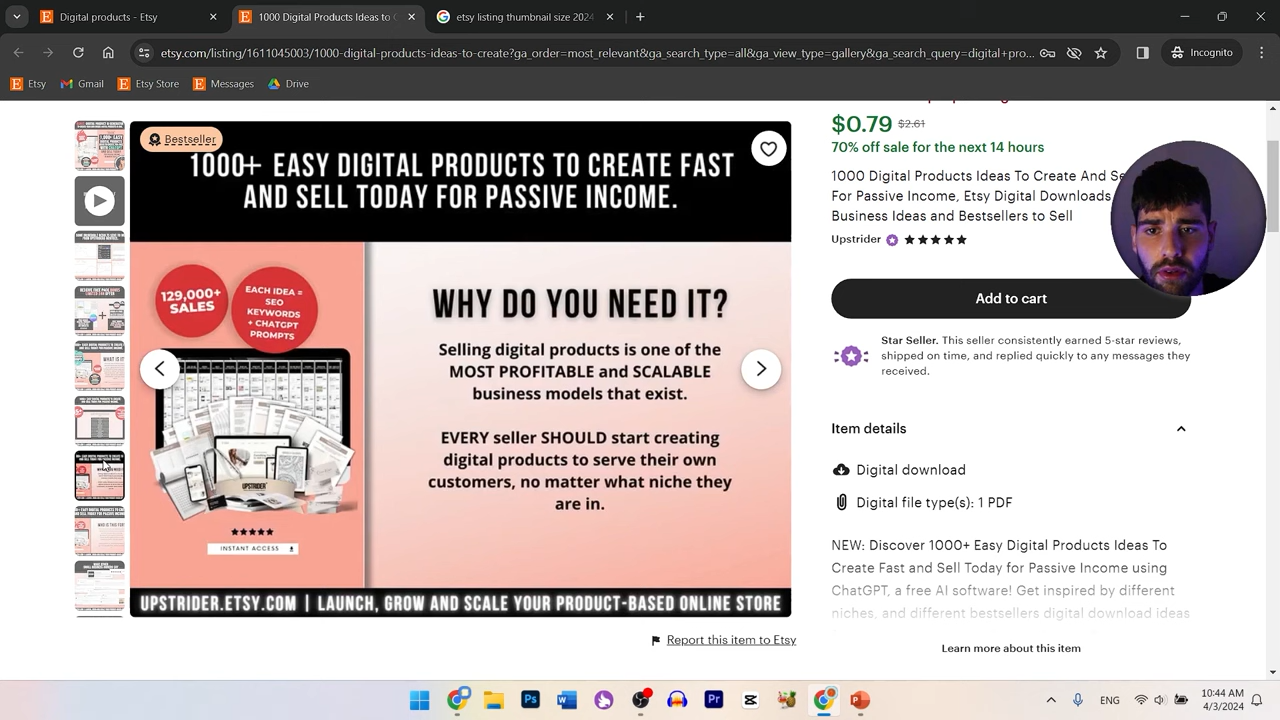 Digital products - Etsy
1000 Digital Products Ideas to C
etsy listing thumbnail size 2024
etsy.com/listing/1611045003/1000-digital-products-ideas-to-create?ga_order=most_relevant&ga_search_type=all&ga_view_type=gallery&ga_search_query=digital+pro...
Incognito
Etsy
Gmail
Etsy Store
Messages
Drive
Bestseller
1000+ EASY DIGITAL PRODUCTS TO CREATE FAST
AND SELL TODAY FOR PASSIVE INCOME.
129,000+
SALES
EACH IDEA =
SEO
KEYWORDS
+ CHATGPT
PROMPTS
WHY DO YOU NEED IT?
Selling digital products is one of the
MOST PROFITABLE and SCALABLE
business models that exist.
EVERY seller SHOULD start creating
digital products to serve their own
customers, no matter what niche they
are in.
UPSTRIDER
INSTANT ACCESS
UPSTRIDER.ETSY.COM | LAUNCH, GROW AND SCALE YOUR PRODUCT-BASED ONLINE STORE
Report this item to Etsy
$0.79 $2.61
70% off sale for the next 14 hours
1000 Digital Products Ideas To Create And Se
For Passive Income, Etsy Digital Downloads
Business Ideas and Bestsellers to Sell
Upstrider
Add to cart
Star Seller. This seller consistently earned 5-star reviews,
shipped on time, and replied quickly to any messages they
received.
Item details
Digital download
Digital file type(s): 1 PDF
NEW: Discover 1000+ Easy Digital Products Ideas To
Create Fast and Sell Today for Passive Income using
ChatGPT, a free AI software! Get inspired by different
niches, and different bestsellers digital download ideas
Learn more about this item
ENG
10:44 AM
4/3/2024